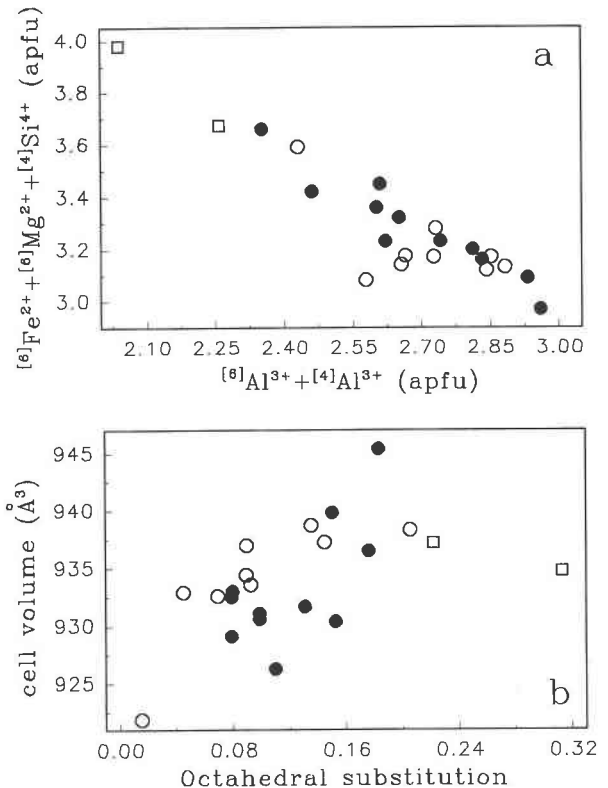 a
[6]Fe2++[6]Mg2++[4]Si4+ (apfu)
4.0
3.8
3.6
3.4
3.2
3.0
2.10 2.25 2.40 2.55 2.70 2.85 3.00
[6]Al3++[4]Al3+ (apfu)
b
cell volume (Å3)
945
940
935
930
925
0.00 0.08 0.16 0.24 0.32
Octahedral substitution